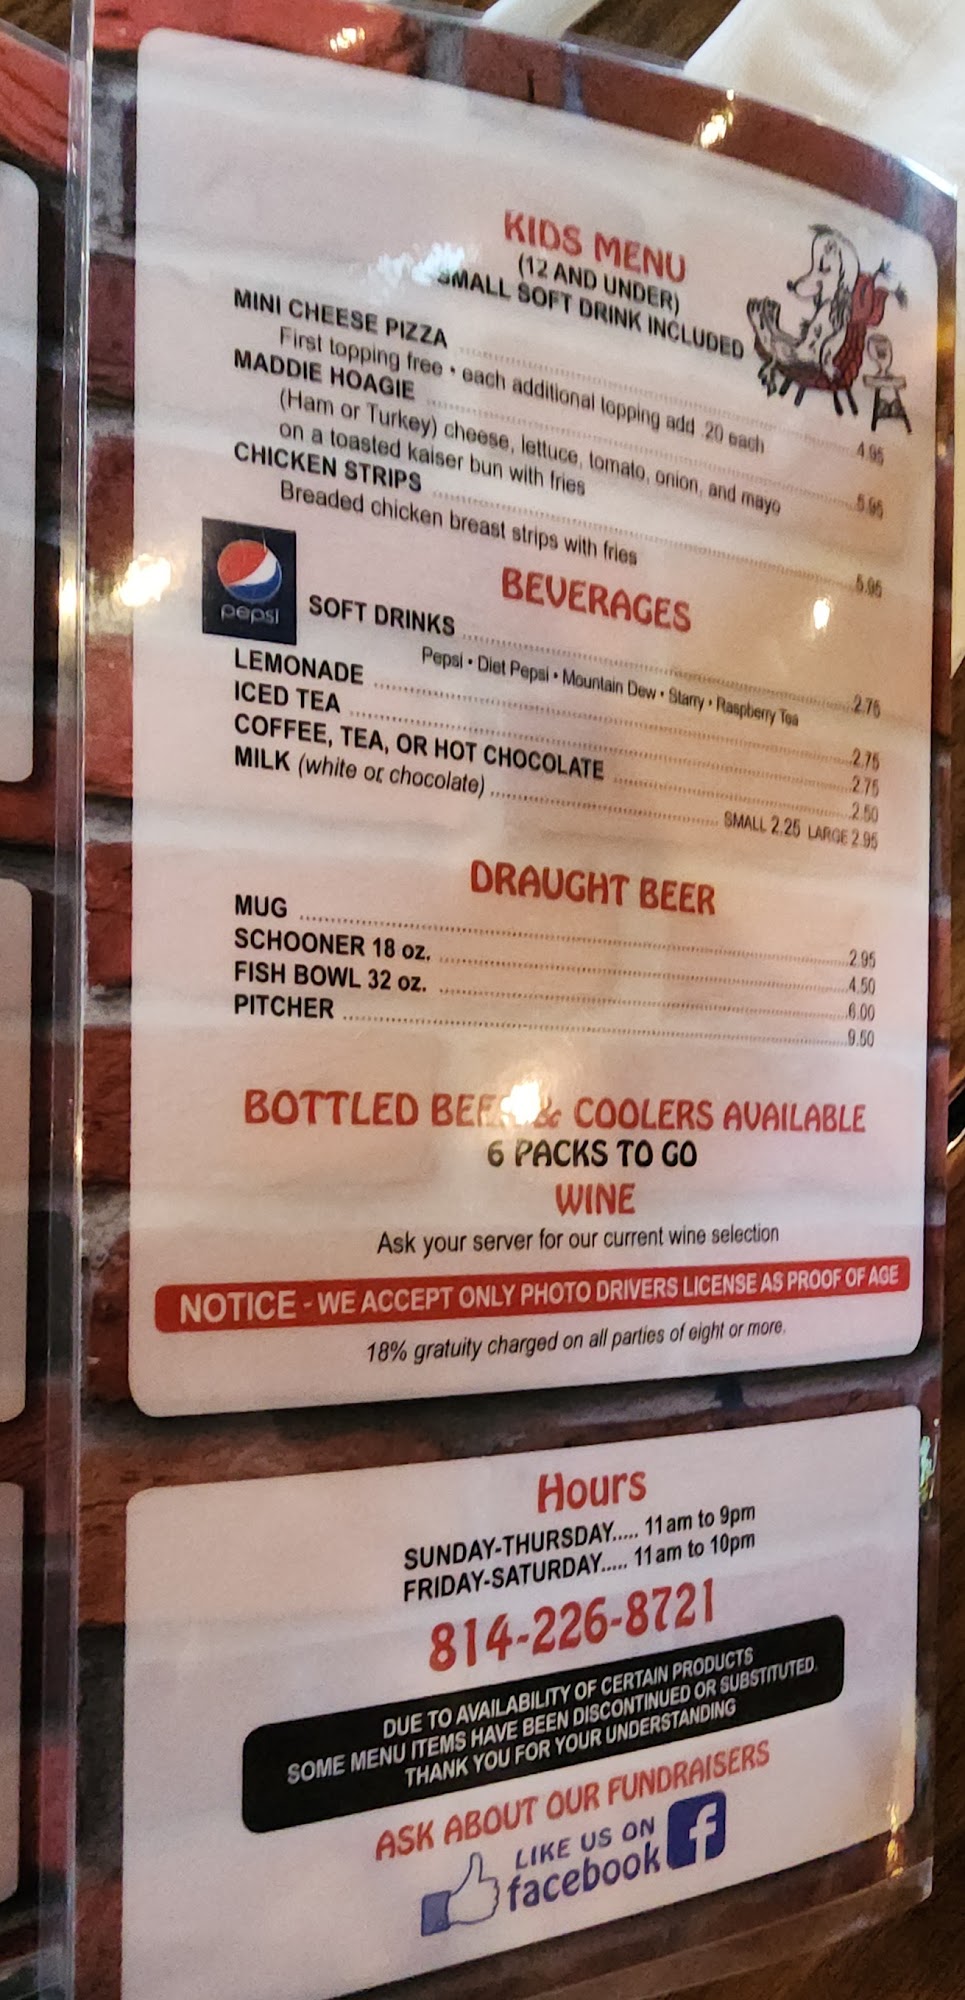 KIDS MENU
(12 AND UNDER)
SMALL SOFT DRINK INCLUDED
MINI CHEESE PIZZA 4.95
First topping free • each additional topping add .20 each
MADDIE HOAGIE 5.95
(Ham or Turkey) cheese, lettuce, tomato, onion, and mayo
on a toasted kaiser bun with fries
CHICKEN STRIPS 5.95
Breaded chicken breast strips with fries
BEVERAGES
pepsi
SOFT DRINKS 2.75
Pepsi • Diet Pepsi • Mountain Dew • Starry • Raspberry Tea
LEMONADE 2.75
ICED TEA 2.75
COFFEE, TEA, OR HOT CHOCOLATE 2.50
MILK (white or chocolate) SMALL 2.25 LARGE 2.95
DRAUGHT BEER
MUG 2.95
SCHOONER 18 oz. 4.50
FISH BOWL 32 oz. 6.00
PITCHER 9.50
BOTTLED BEER & COOLERS AVAILABLE
6 PACKS TO GO
WINE
Ask your server for our current wine selection
NOTICE - WE ACCEPT ONLY PHOTO DRIVERS LICENSE AS PROOF OF AGE
18% gratuity charged on all parties of eight or more.
Hours
SUNDAY-THURSDAY..... 11am to 9pm
FRIDAY-SATURDAY..... 11am to 10pm
814-226-8721
DUE TO AVAILABILITY OF CERTAIN PRODUCTS
SOME MENU ITEMS HAVE BEEN DISCONTINUED OR SUBSTITUTED.
THANK YOU FOR YOUR UNDERSTANDING
ASK ABOUT OUR FUNDRAISERS
LIKE US ON
facebook f